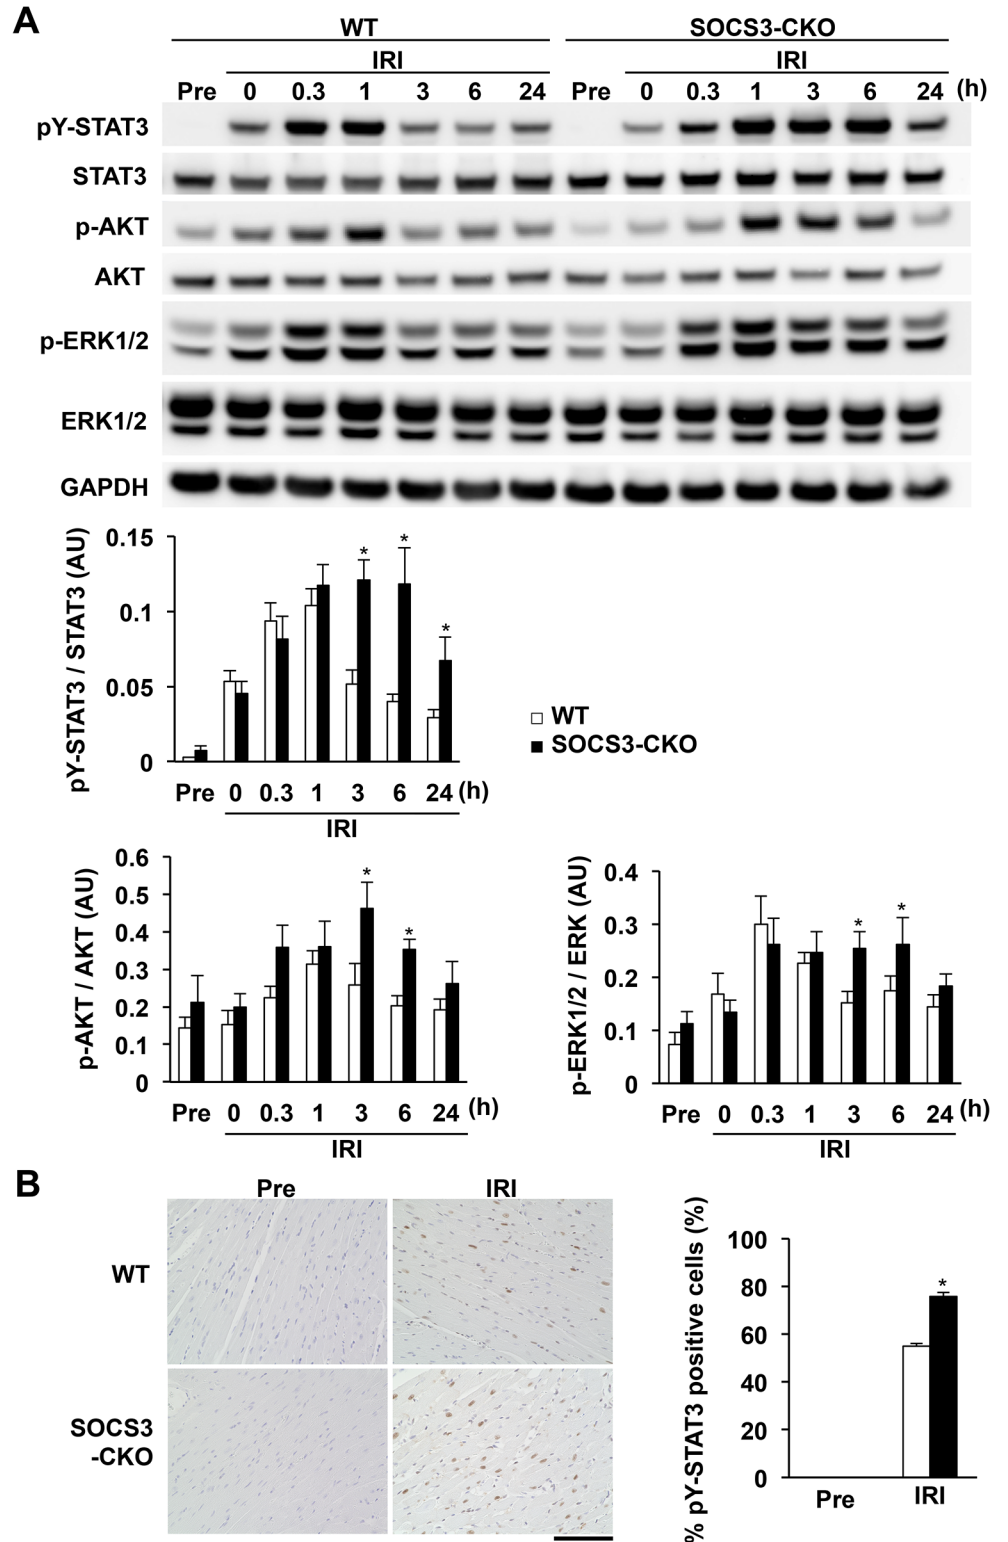 A
WT SOCS3-CKO
IRI IRI
Pre 0 0.3 1 3 6 24 Pre 0 0.3 1 3 6 24 (h)
pY-STAT3
STAT3
p-AKT
AKT
p-ERK1/2
ERK1/2
GAPDH
pY-STAT3 / STAT3 (AU)
0.15
0.1
0.05
0
* * *
Pre 0 0.3 1 3 6 24 (h)
IRI
WT
SOCS3-CKO
p-AKT / AKT (AU)
0.6
0.5
0.4
0.3
0.2
0.1
0
* *
Pre 0 0.3 1 3 6 24 (h)
IRI
p-ERK1/2 / ERK (AU)
0.4
0.3
0.2
0.1
0
* *
Pre 0 0.3 1 3 6 24 (h)
IRI
B
Pre IRI
WT
SOCS3
-CKO
% pY-STAT3 positive cells (%)
100
80
60
40
20
0
*
Pre IRI